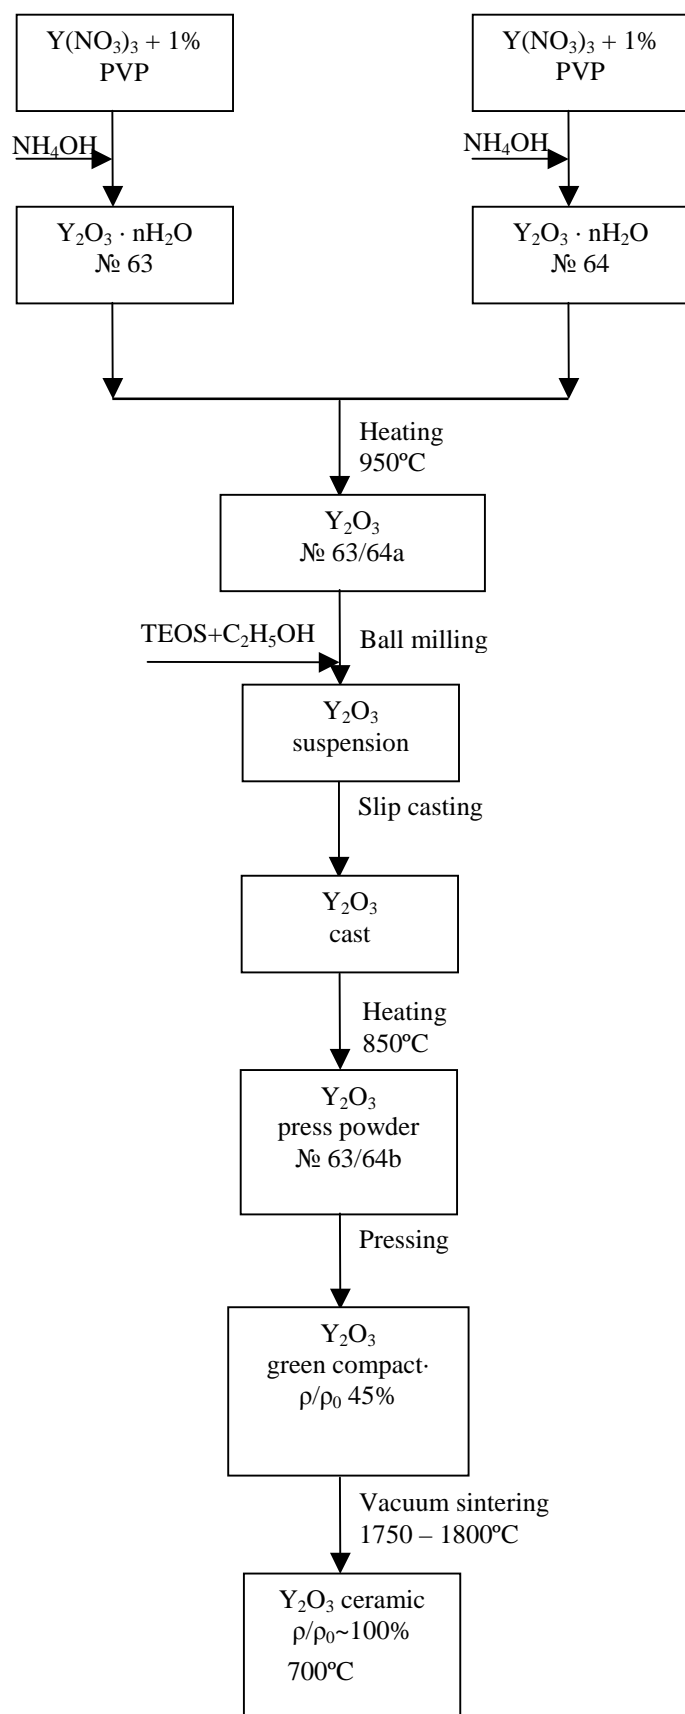 Y(NO₃)₃ + 1%
PVP
Y(NO₃)₃ + 1%
PVP
NH₄OH
NH₄OH
Y₂O₃ · nH₂O
№ 63
Y₂O₃ · nH₂O
№ 64
Heating
950ºC
Y₂O₃
№ 63/64a
TEOS+C₂H₅OH
Ball milling
Y₂O₃
suspension
Slip casting
Y₂O₃
cast
Heating
850ºC
Y₂O₃
press powder
№ 63/64b
Pressing
Y₂O₃
green compact·
ρ/ρ₀ 45%
Vacuum sintering
1750 – 1800ºC
Y₂O₃ ceramic
ρ/ρ₀~100%
700ºC